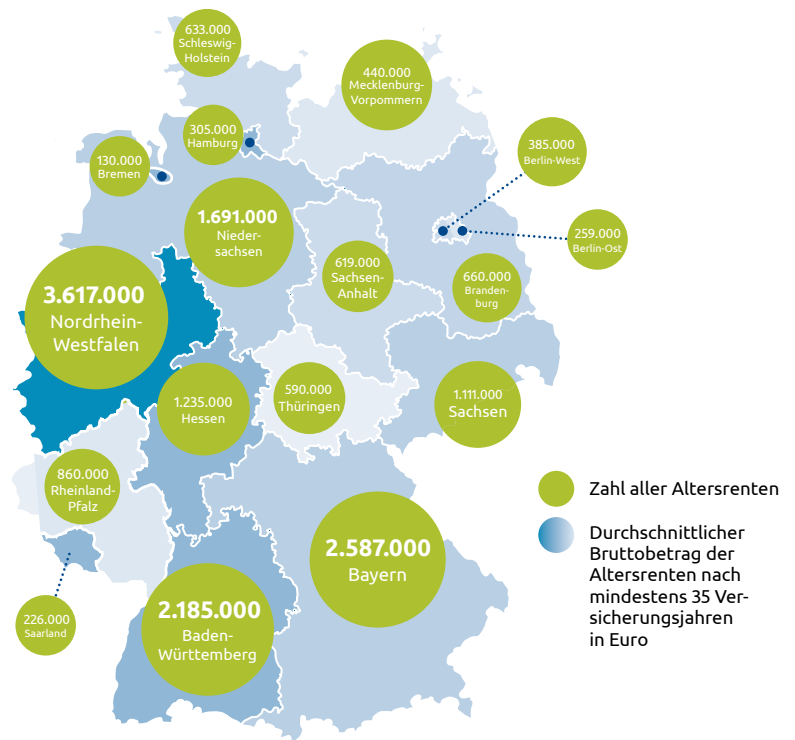 633.000
Schleswig-
Holstein
440.000
Mecklenburg-
Vorpommern
305.000
Hamburg
385.000
Berlin-West
130.000
Bremen
1.691.000
Nieder-
sachsen
259.000
Berlin-Ost
619.000
Sachsen-
Anhalt
660.000
Branden-
burg
3.617.000
Nordrhein-
Westfalen
590.000
Thüringen
1.235.000
Hessen
1.111.000
Sachsen
860.000
Rheinland-
Pfalz
2.587.000
Bayern
226.000
Saarland
2.185.000
Baden-
Württemberg
Zahl aller Altersrenten
Durchschnittlicher
Bruttobetrag der
Altersrenten nach
mindestens 35 Ver-
sicherungsjahren
in Euro